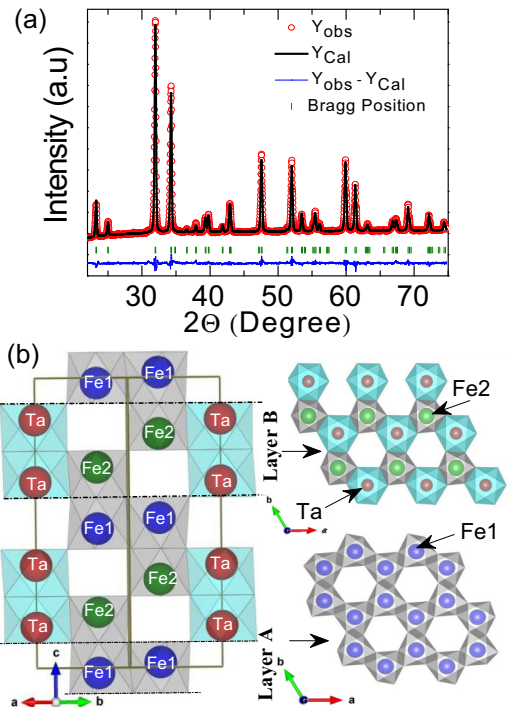 (a)
Intensity (a.u)
Y_obs
Y_Cal
Y_obs - Y_Cal
Bragg Position
30 40 50 60 70
2Θ (Degree)
(b)
Fe1 Fe1
Ta Fe2 Ta
Ta Fe2 Ta
Fe1 Fe1
Ta Fe2 Ta
Ta Fe2 Ta
Fe1 Fe1
c
a b
Layer B
Fe2
Ta
b
a
Fe1
Layer A
b
a